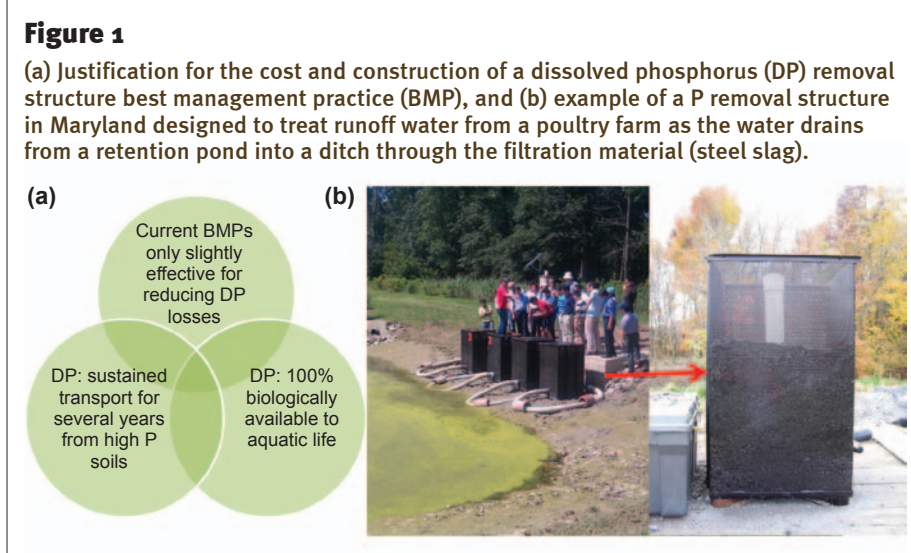 Figure 1
(a) Justification for the cost and construction of a dissolved phosphorus (DP) removal
structure best management practice (BMP), and (b) example of a P removal structure
in Maryland designed to treat runoff water from a poultry farm as the water drains
from a retention pond into a ditch through the filtration material (steel slag).
(a)
Current BMPs
only slightly
effective for
reducing DP
losses
DP: sustained
transport for
several years
from high P
soils
DP: 100%
biologically
available to
aquatic life
(b)